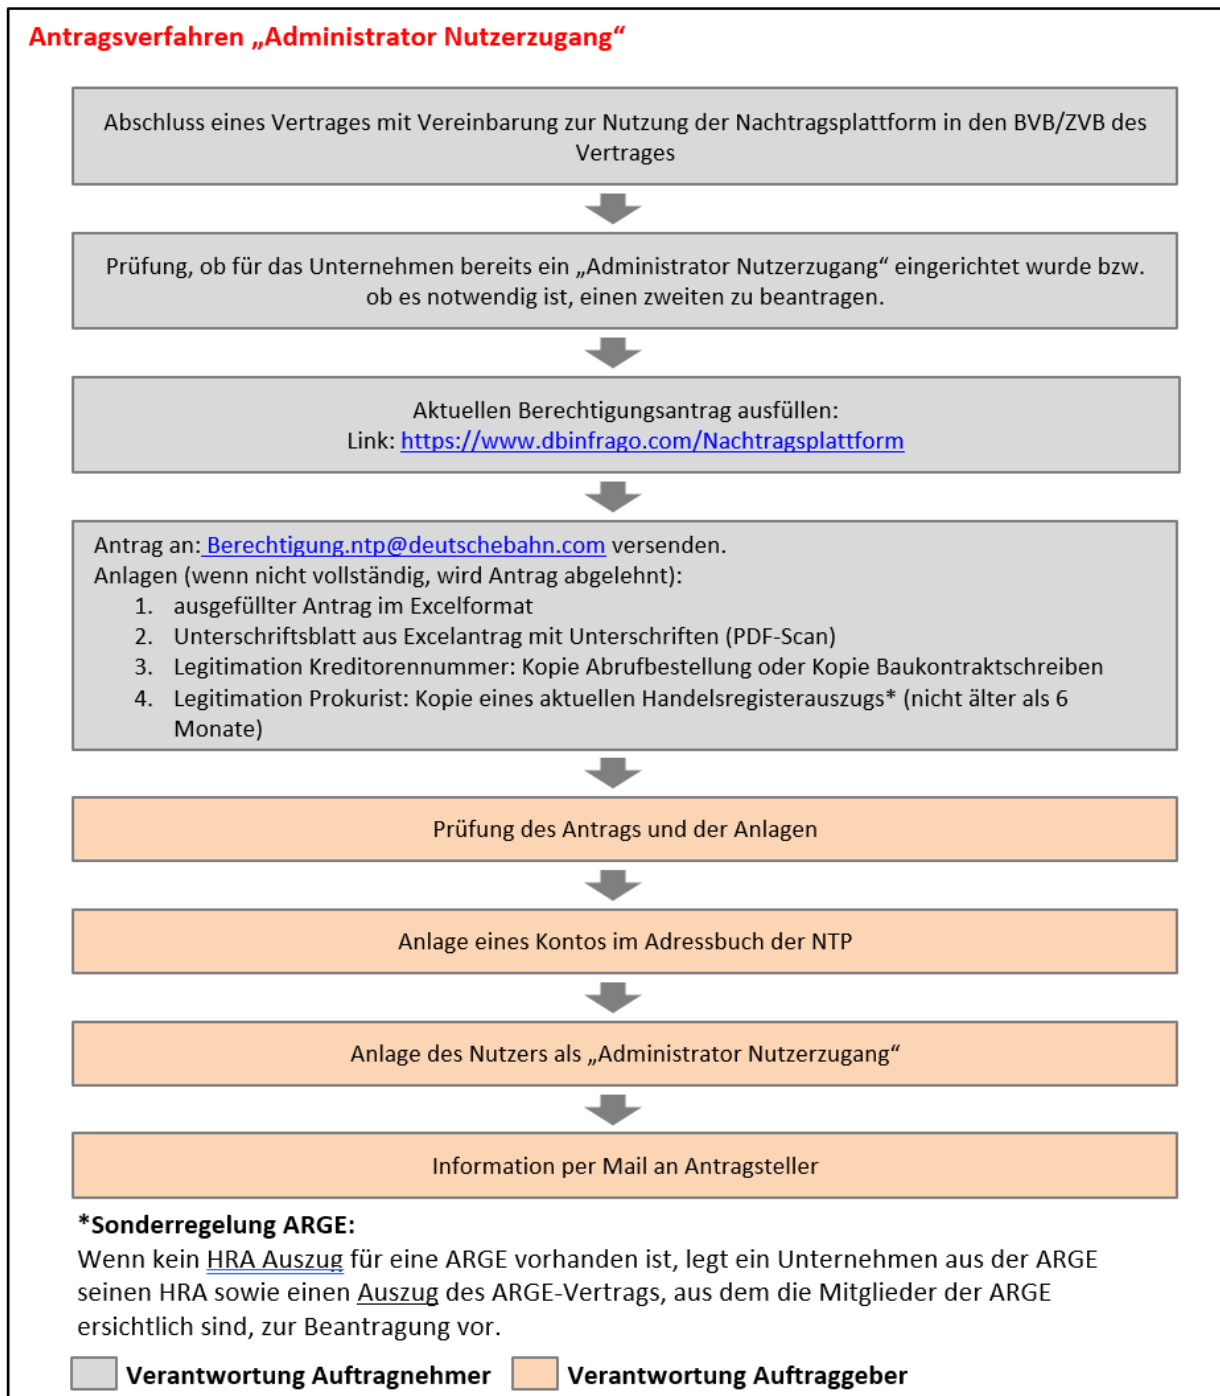 Antragsverfahren „Administrator Nutzerzugang“
Abschluss eines Vertrages mit Vereinbarung zur Nutzung der Nachtragsplattform in den BVB/ZVB des
Vertrages
Prüfung, ob für das Unternehmen bereits ein „Administrator Nutzerzugang“ eingerichtet wurde bzw.
ob es notwendig ist, einen zweiten zu beantragen.
Aktuellen Berechtigungsantrag ausfüllen:
Link: https://www.dbinfrago.com/Nachtragsplattform
Antrag an: Berechtigung.ntp@deutschebahn.com versenden.
Anlagen (wenn nicht vollständig, wird Antrag abgelehnt):
1. ausgefüllter Antrag im Excelformat
2. Unterschriftsblatt aus Excelantrag mit Unterschriften (PDF-Scan)
3. Legitimation Kreditorennummer: Kopie Abrufbestellung oder Kopie Baukontraktschreiben
4. Legitimation Prokurist: Kopie eines aktuellen Handelsregisterauszugs* (nicht älter als 6
Monate)
Prüfung des Antrags und der Anlagen
Anlage eines Kontos im Adressbuch der NTP
Anlage des Nutzers als „Administrator Nutzerzugang“
Information per Mail an Antragsteller
*Sonderregelung ARGE:
Wenn kein HRA Auszug für eine ARGE vorhanden ist, legt ein Unternehmen aus der ARGE
seinen HRA sowie einen Auszug des ARGE-Vertrags, aus dem die Mitglieder der ARGE
ersichtlich sind, zur Beantragung vor.
Verantwortung Auftragnehmer Verantwortung Auftraggeber